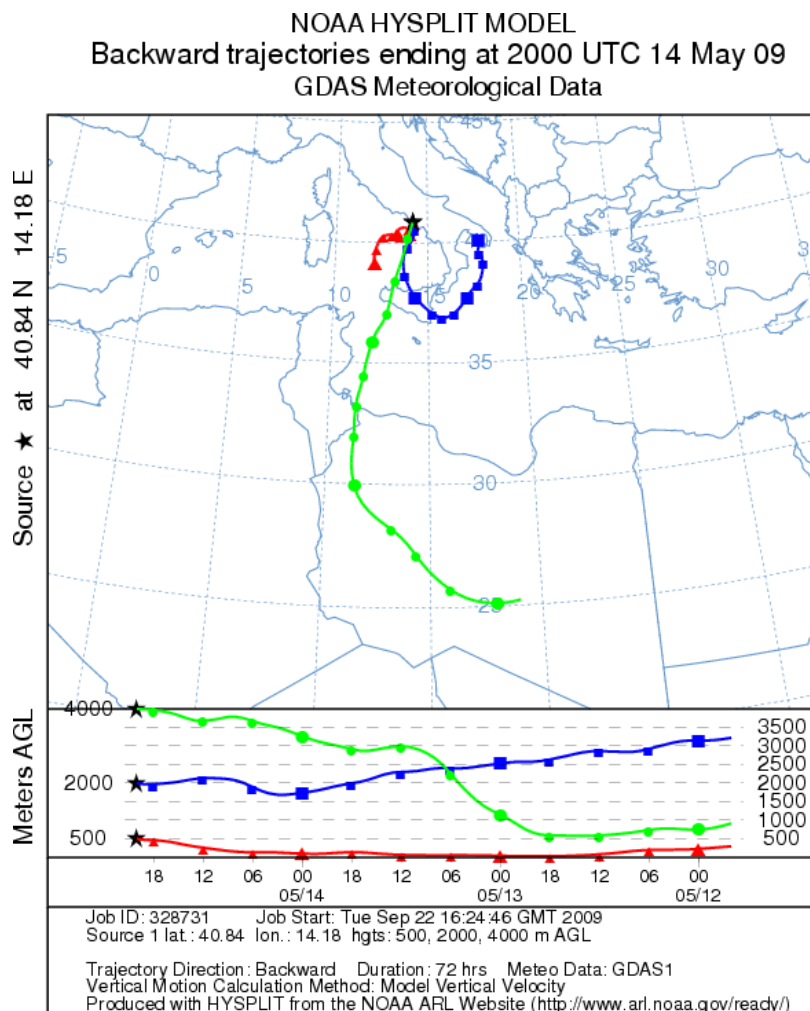 NOAA HYSPLIT MODEL
Backward trajectories ending at 2000 UTC 14 May 09
GDAS Meteorological Data
Source ★ at 40.84 N 14.18 E
45
5
0
5
10
15
20
25
30
35
30
25
Meters AGL
4000
2000
500
3500
3000
2500
2000
1500
1000
500
18 12 06 00 18 12 06 00 18 12 06 00
05/14 05/13 05/12
Job ID: 328731 Job Start: Tue Sep 22 16:24:46 GMT 2009
Source 1 lat.: 40.84 lon.: 14.18 hgts: 500, 2000, 4000 m AGL
Trajectory Direction: Backward Duration: 72 hrs Meteo Data: GDAS1
Vertical Motion Calculation Method: Model Vertical Velocity
Produced with HYSPLIT from the NOAA ARL Website (http://www.arl.noaa.gov/ready/)